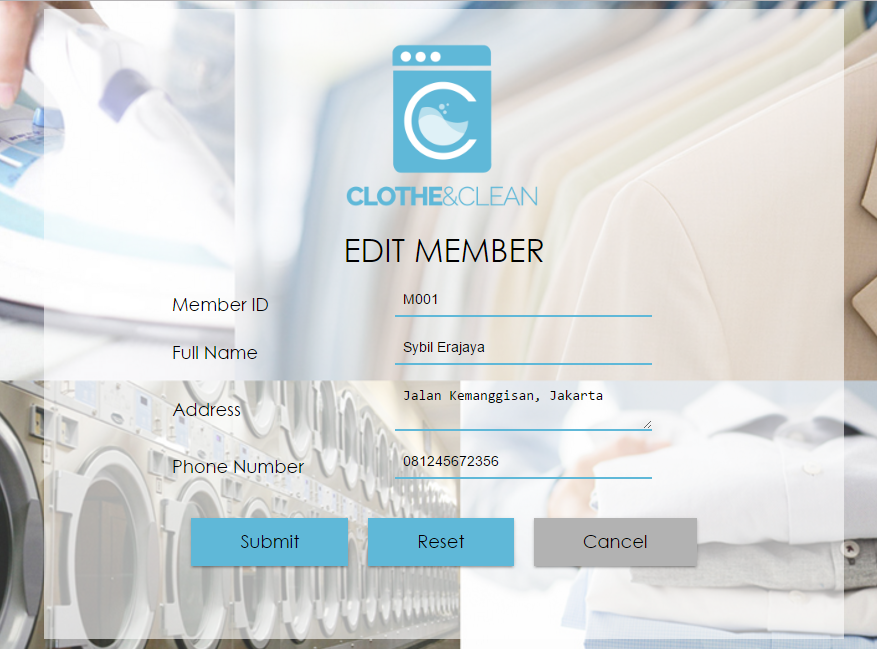 CLOTHE&CLEAN
EDIT MEMBER
Member ID
M001
Full Name
Sybil Erajaya
Address
Jalan Kemanggisan, Jakarta
Phone Number
081245672356
Submit
Reset
Cancel